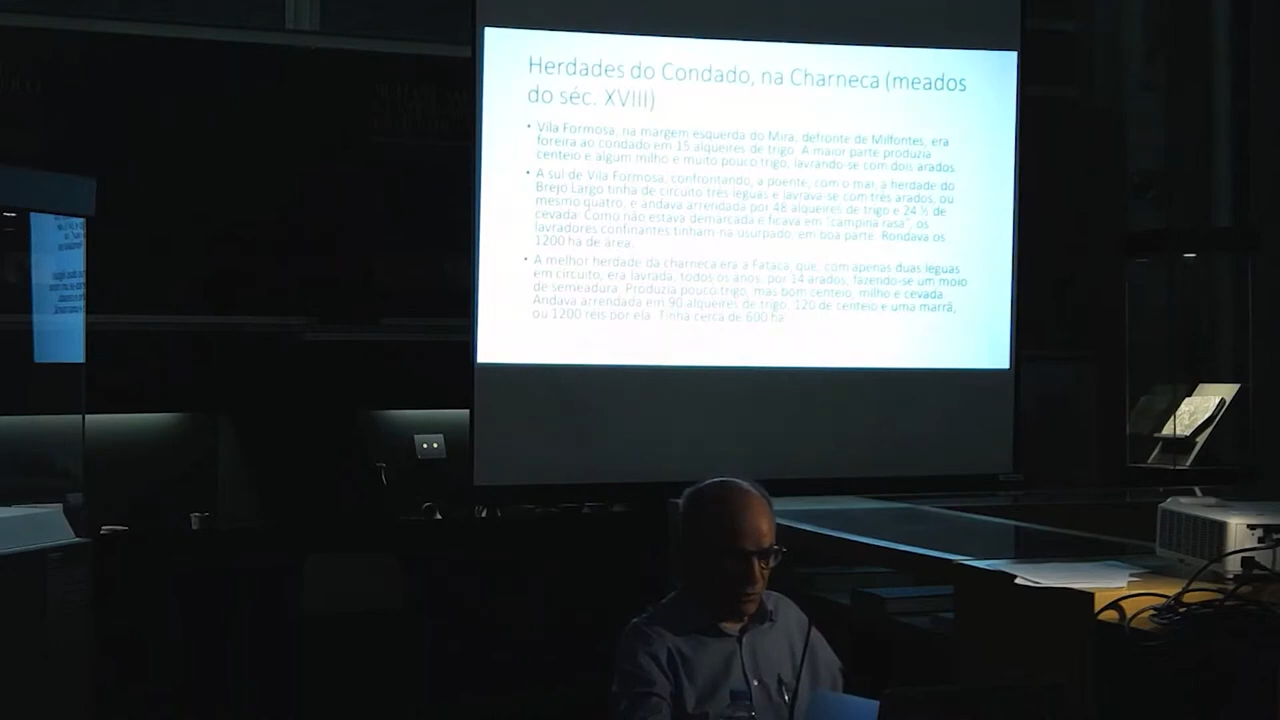 Herdades do Condado, na Charneca (meados
do séc. XVIII)
• Vila Formosa, na margem esquerda do Mira, defronte de Milfontes, era
foreira ao condado em 15 alqueires de trigo. A maior parte produzia
centeio e algum milho e muito pouco trigo, lavrando-se com dois arados.
• A sul de Vila Formosa, confrontando, a poente, com o mar, a herdade do
Brejo Largo tinha de circuito três léguas e lavrava-se com três arados, ou
mesmo quatro, e andava arrendada por 48 alqueires de trigo e 24 ½ de
cevada. Como não estava demarcada e ficava em "campina rasa", os
lavradores confinantes tinham-na usurpado, em boa parte. Rondava os
1200 ha de área.
• A melhor herdade da charneca era a Fataca, que, com apenas duas léguas
em circuito, era lavrada, todos os anos, por 14 arados, fazendo-se um moio
de semeadura. Produzia pouco trigo, mas bom centeio, milho e cevada.
Andava arrendada em 90 alqueires de trigo, 120 de centeio e uma marrã,
ou 1200 réis por ela. Tinha cerca de 600 ha